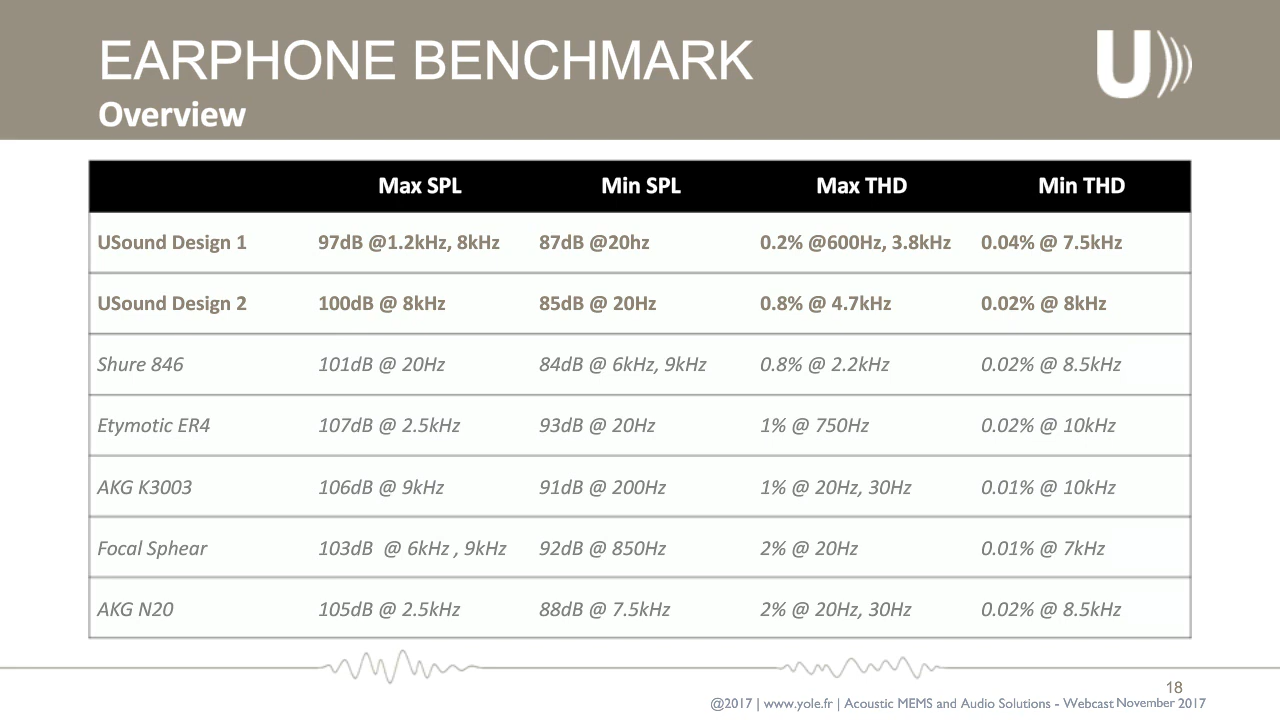 EARPHONE BENCHMARK
Overview
U
Max SPL Min SPL Max THD Min THD
USound Design 1 97dB @1.2kHz, 8kHz 87dB @20hz 0.2% @600Hz, 3.8kHz 0.04% @ 7.5kHz
USound Design 2 100dB @ 8kHz 85dB @ 20Hz 0.8% @ 4.7kHz 0.02% @ 8kHz
Shure 846 101dB @ 20Hz 84dB @ 6kHz, 9kHz 0.8% @ 2.2kHz 0.02% @ 8.5kHz
Etymotic ER4 107dB @ 2.5kHz 93dB @ 20Hz 1% @ 750Hz 0.02% @ 10kHz
AKG K3003 106dB @ 9kHz 91dB @ 200Hz 1% @ 20Hz, 30Hz 0.01% @ 10kHz
Focal Sphear 103dB  @ 6kHz , 9kHz 92dB @ 850Hz 2% @ 20Hz 0.01% @ 7kHz
AKG N20 105dB @ 2.5kHz 88dB @ 7.5kHz 2% @ 20Hz, 30Hz 0.02% @ 8.5kHz
18
@2017 | www.yole.fr | Acoustic MEMS and Audio Solutions - Webcast November 2017